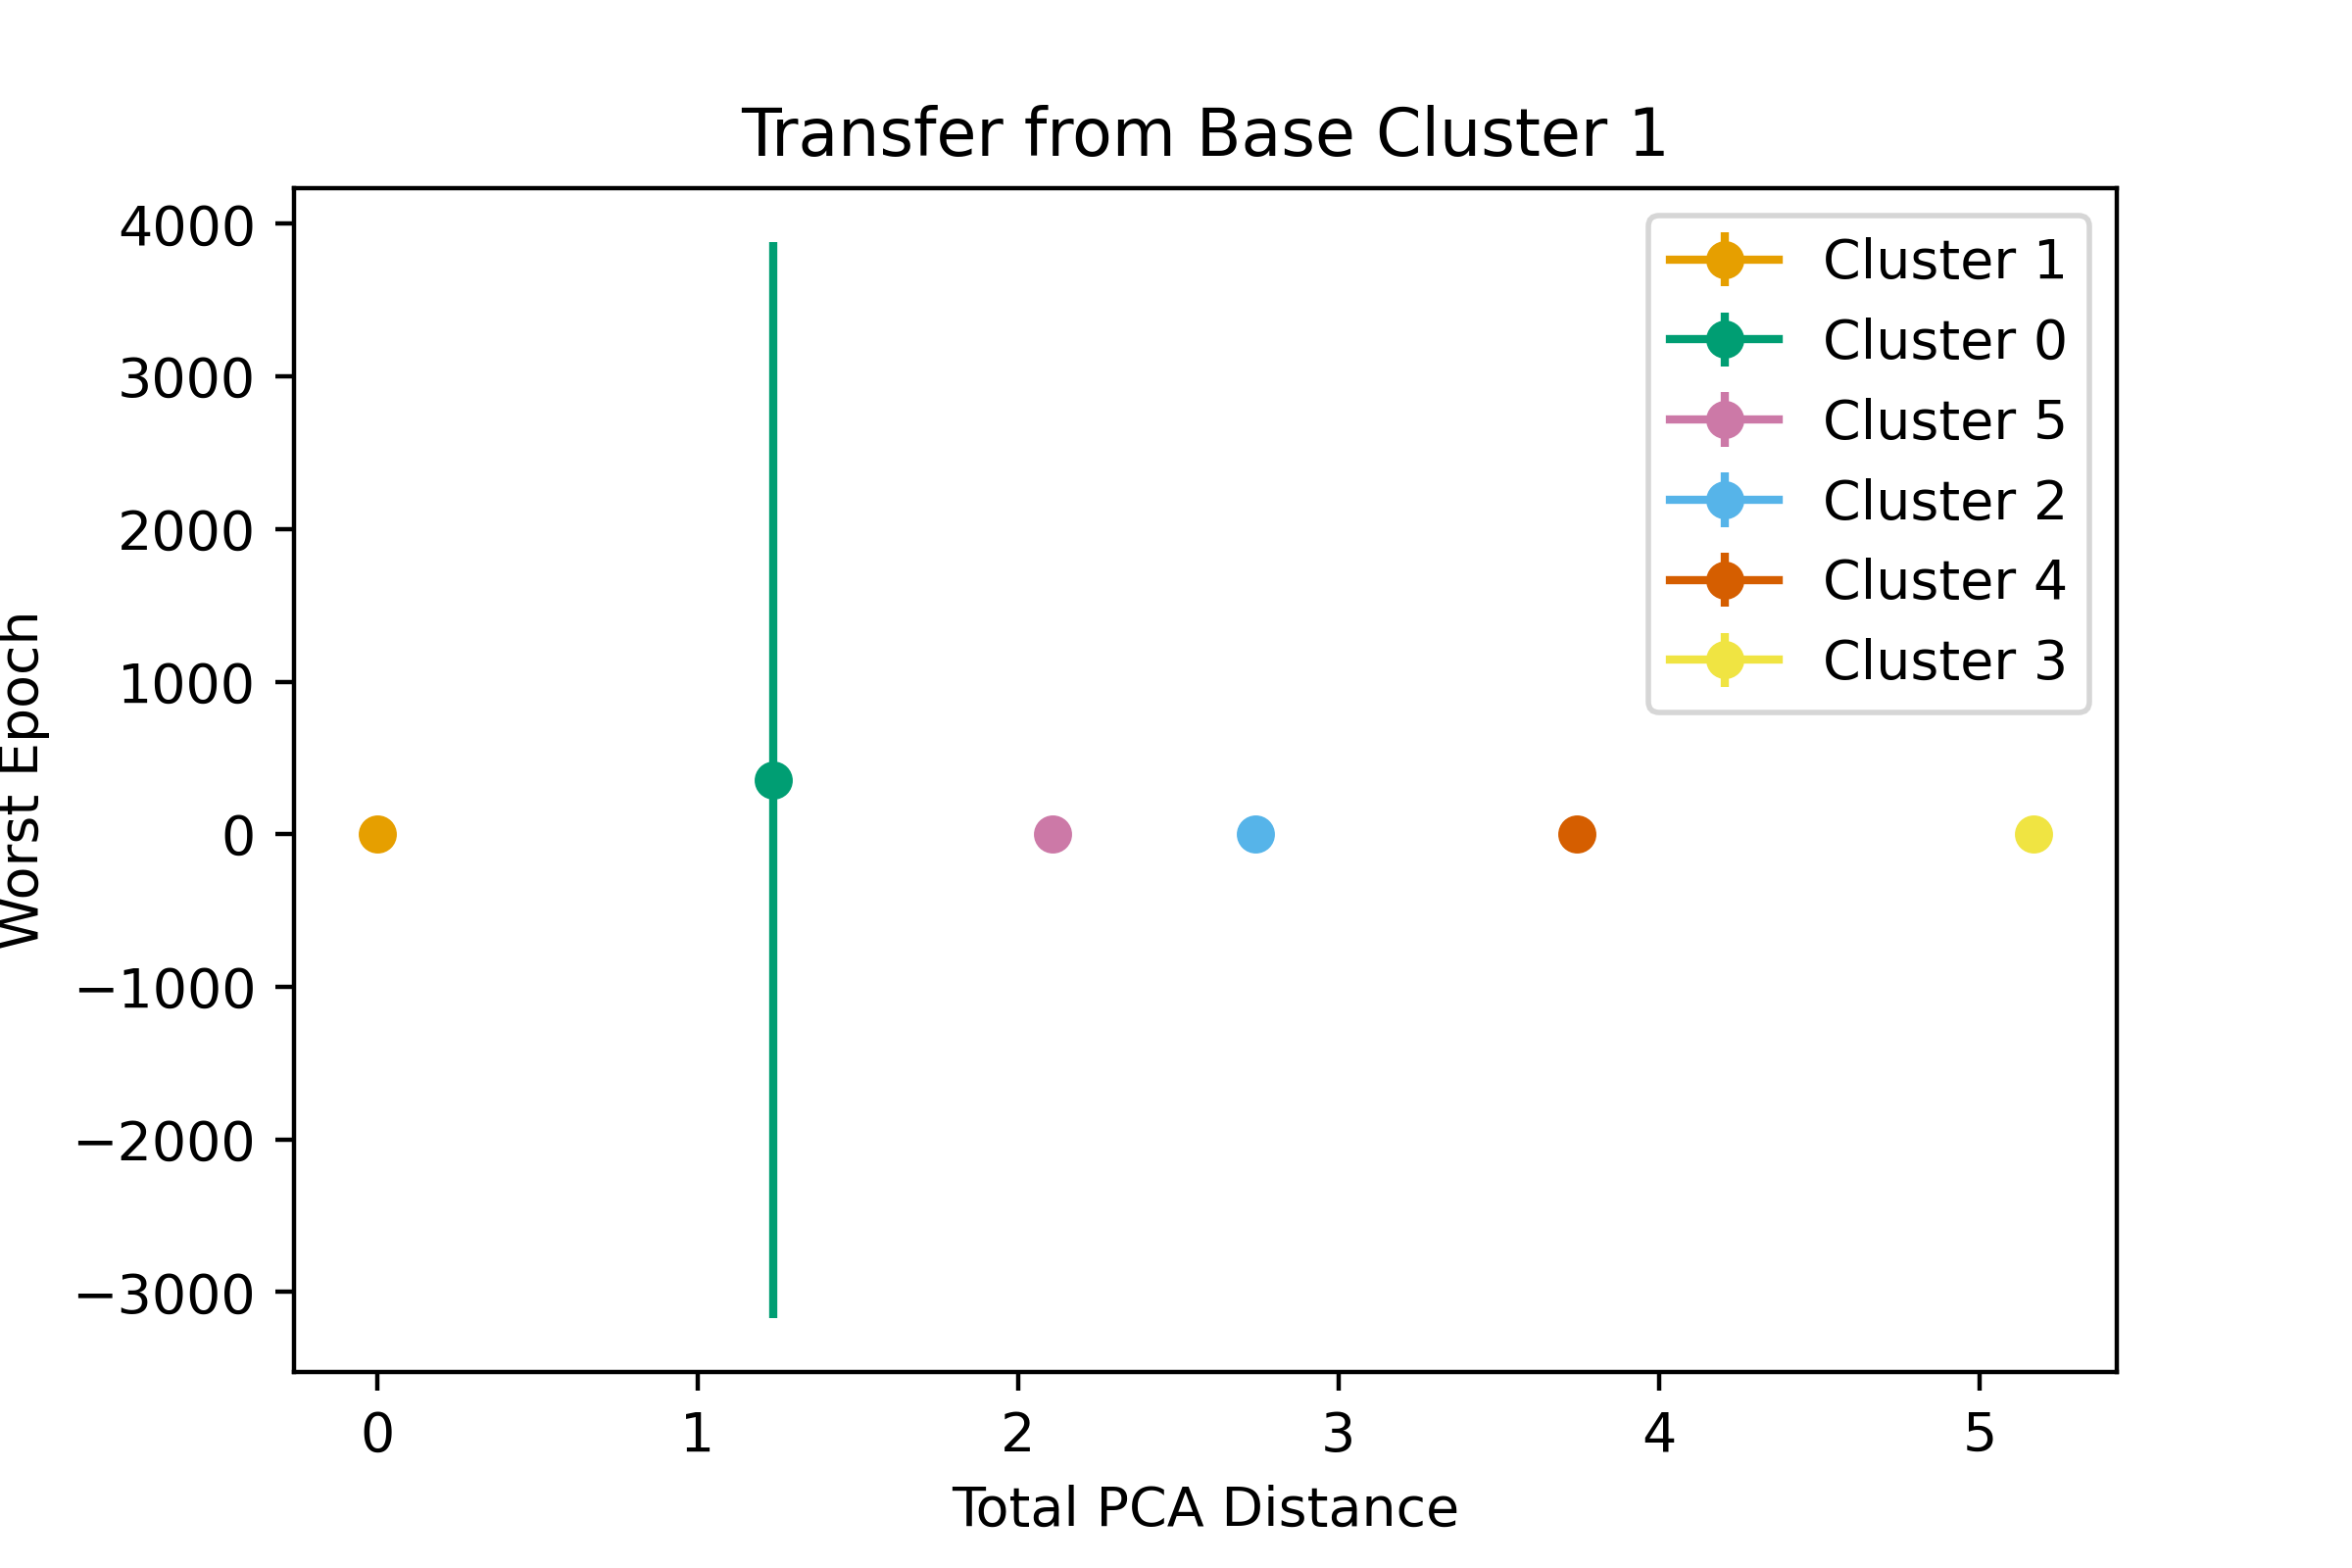 Transfer from Base Cluster 1
4000
3000
2000
1000
0
−1000
−2000
−3000
Worst Epoch
Cluster 1
Cluster 0
Cluster 5
Cluster 2
Cluster 4
Cluster 3
0 1 2 3 4 5
Total PCA Distance